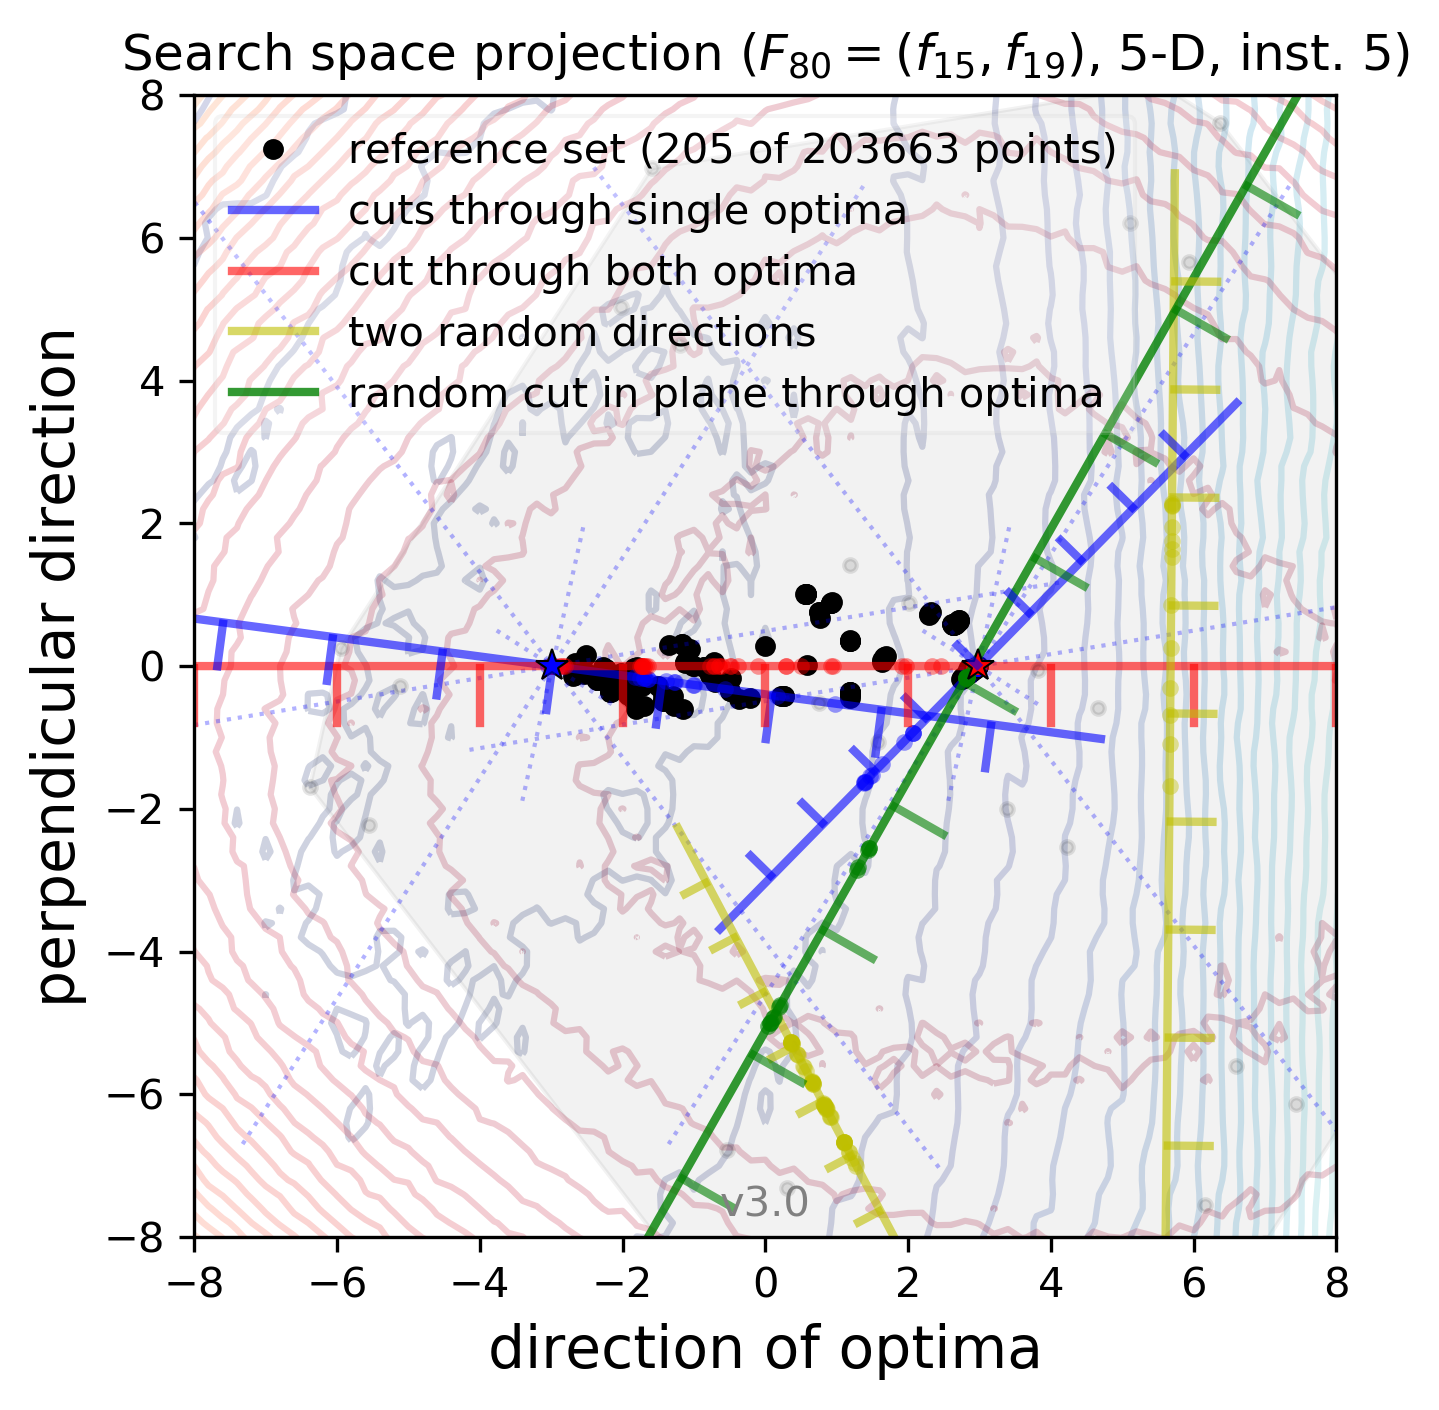 Search space projection (F80 = (f15, f19), 5-D, inst. 5)
8
6
4
2
0
−2
−4
−6
−8
perpendicular direction
reference set (205 of 203663 points)
cuts through single optima
cut through both optima
two random directions
random cut in plane through optima
v3.0
−8 −6 −4 −2 0 2 4 6 8
direction of optima